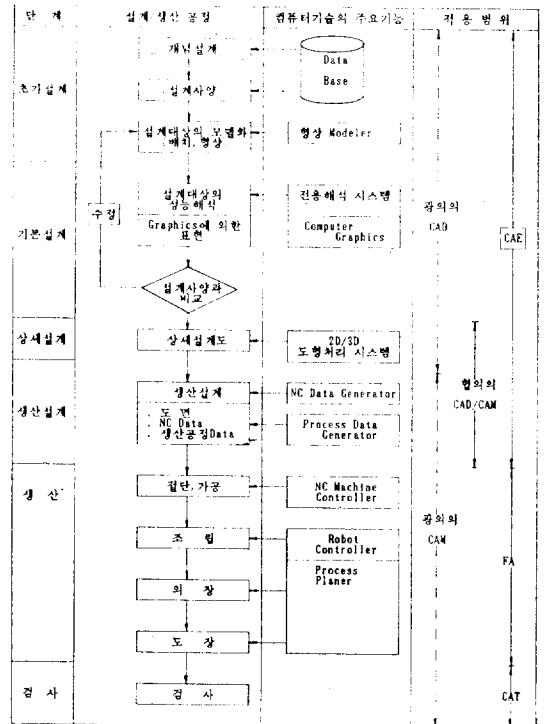 단 계
설계 생산 공정
컴퓨터기술의 주요기능
적 용 범 위
초기설계
개념설계
Data
Base
설계사양
설계대상의 모델화
배치, 형상
형상 Modeler
기본설계
수정
설계대상의
성능해석
Graphics에 의한
표현
전용해석 시스템
Computer
Graphics
광의의
CAD
CAE
설계사양과
비교
상세설계
상세설계도
2D/3D
도형처리 시스템
협의의
CAD/CAM
생산설계
생산설계
. 도 면
. NC Data
. 생산공정Data
NC Data Generator
Process Data
Generator
생 산
절단, 가공
NC Machine
Controller
광의의
CAM
조 립
Robot
Controller
Process
Planer
FA
의 장
도 장
검 사
검 사
CAT